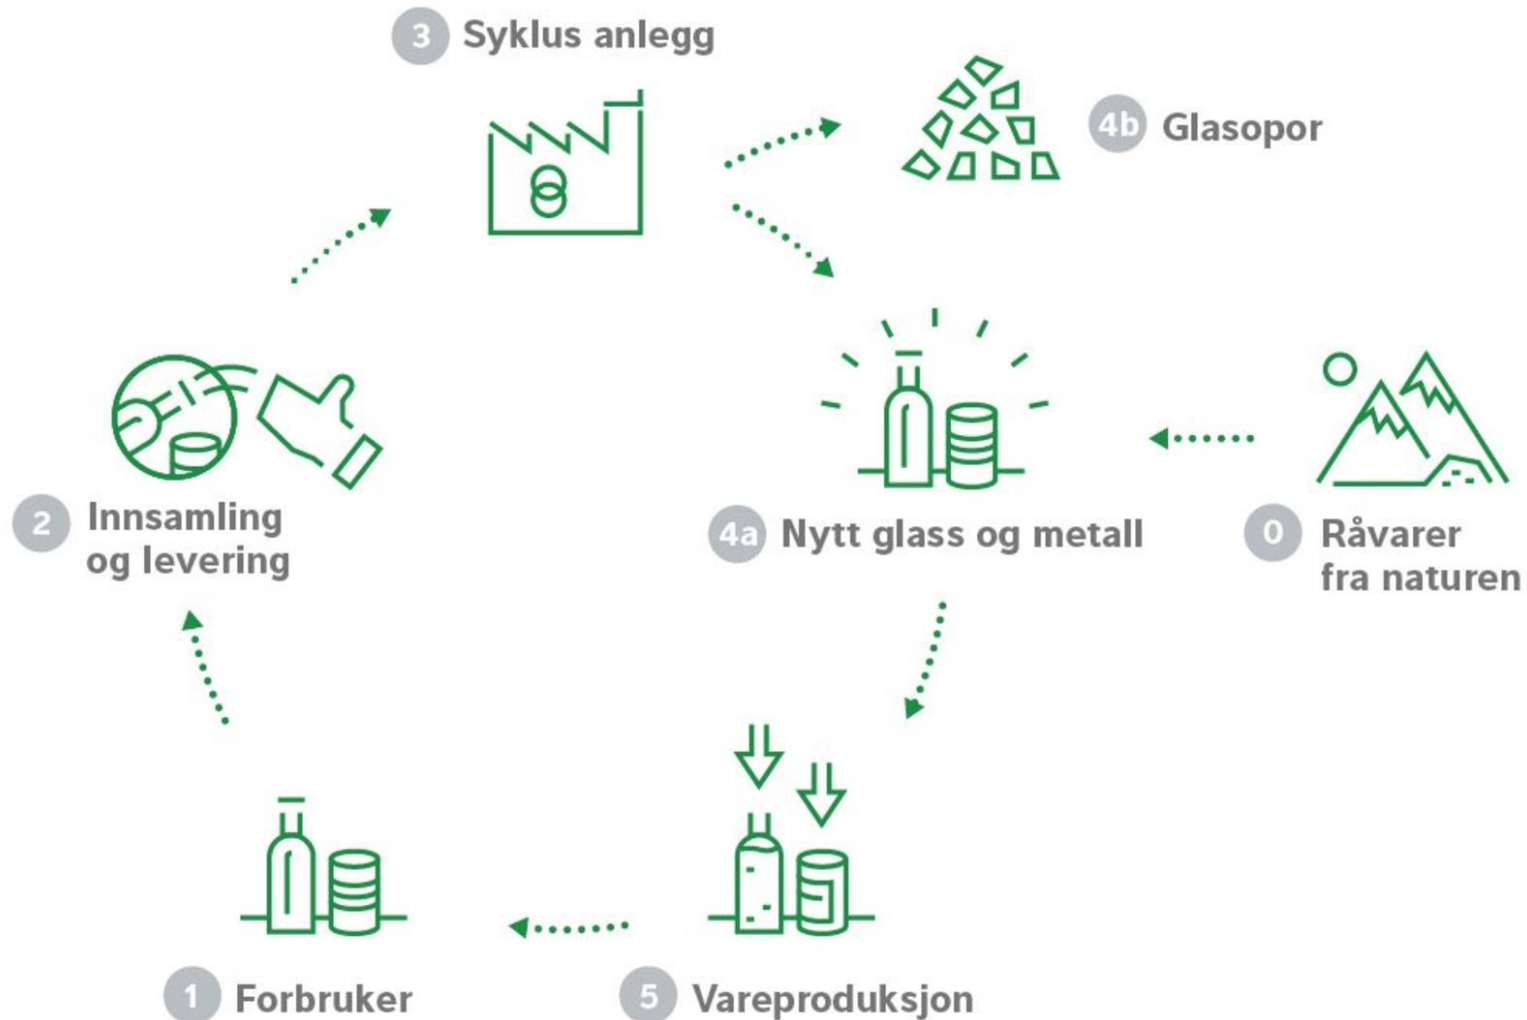 3 Syklus anlegg
4b Glasopor
2 Innsamling
og levering
4a Nytt glass og metall
0 Råvarer
fra naturen
1 Forbruker
5 Vareproduksjon